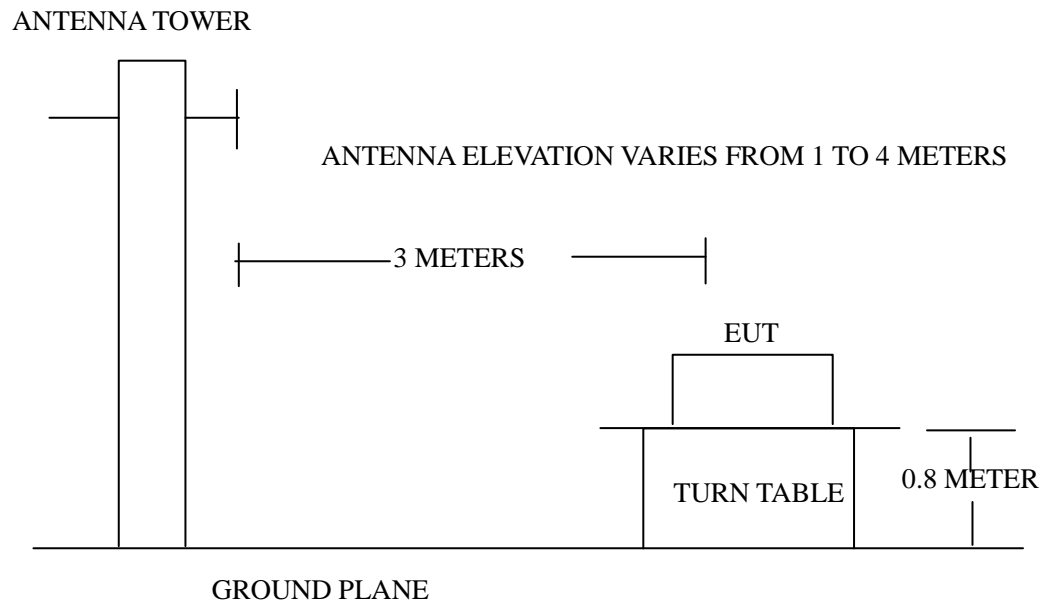 ANTENNA TOWER
ANTENNA ELEVATION VARIES FROM 1 TO 4 METERS
3 METERS
EUT
0.8 METER
TURN TABLE
GROUND PLANE